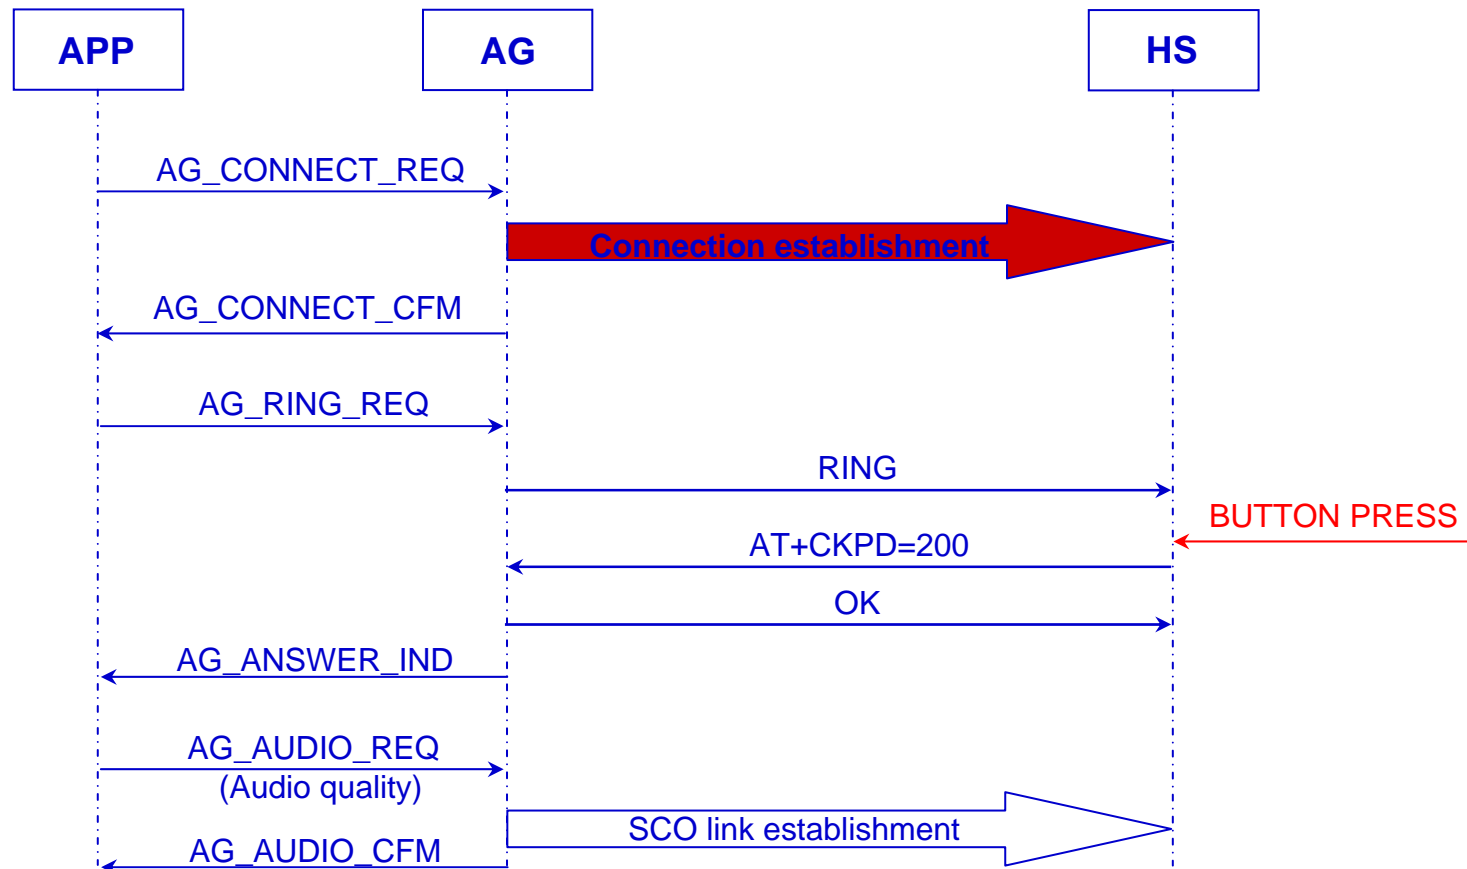 APP
AG
HS
AG_CONNECT_REQ
Connection establishment
AG_CONNECT_CFM
AG_RING_REQ
RING
BUTTON PRESS
AT+CKPD=200
OK
AG_ANSWER_IND
AG_AUDIO_REQ
(Audio quality)
SCO link establishment
AG_AUDIO_CFM